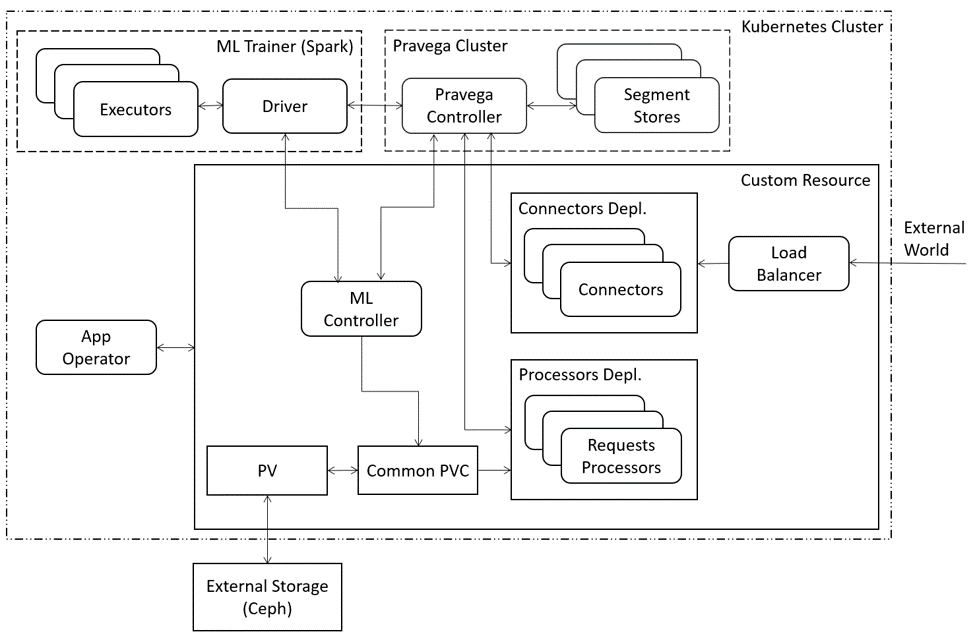 Kubernetes Cluster
ML Trainer (Spark)
Executors
Driver
Pravega Cluster
Pravega
Controller
Segment
Stores
Custom Resource
Connectors Depl.
Connectors
Load
Balancer
External
World
ML
Controller
App
Operator
Processors Depl.
Requests
Processors
PV
Common PVC
External Storage
(Ceph)